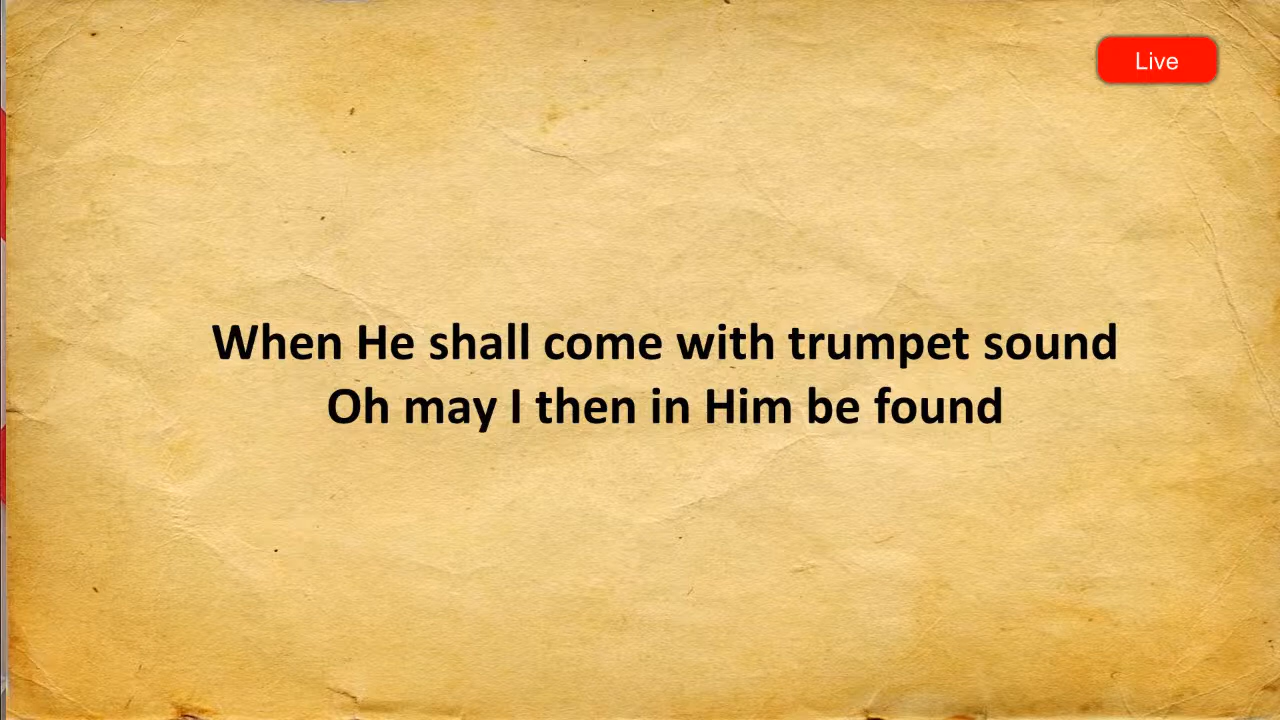 Live
When He shall come with trumpet sound
Oh may I then in Him be found